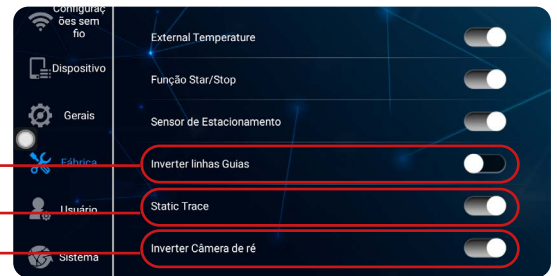 Configuraç
ões sem
fio
Dispositivo
Gerais
Fábrica
Usuário
Sistema
External Temperature
Função Star/Stop
Sensor de Estacionamento
Inverter linhas Guias
Static Trace
Inverter Câmera de ré